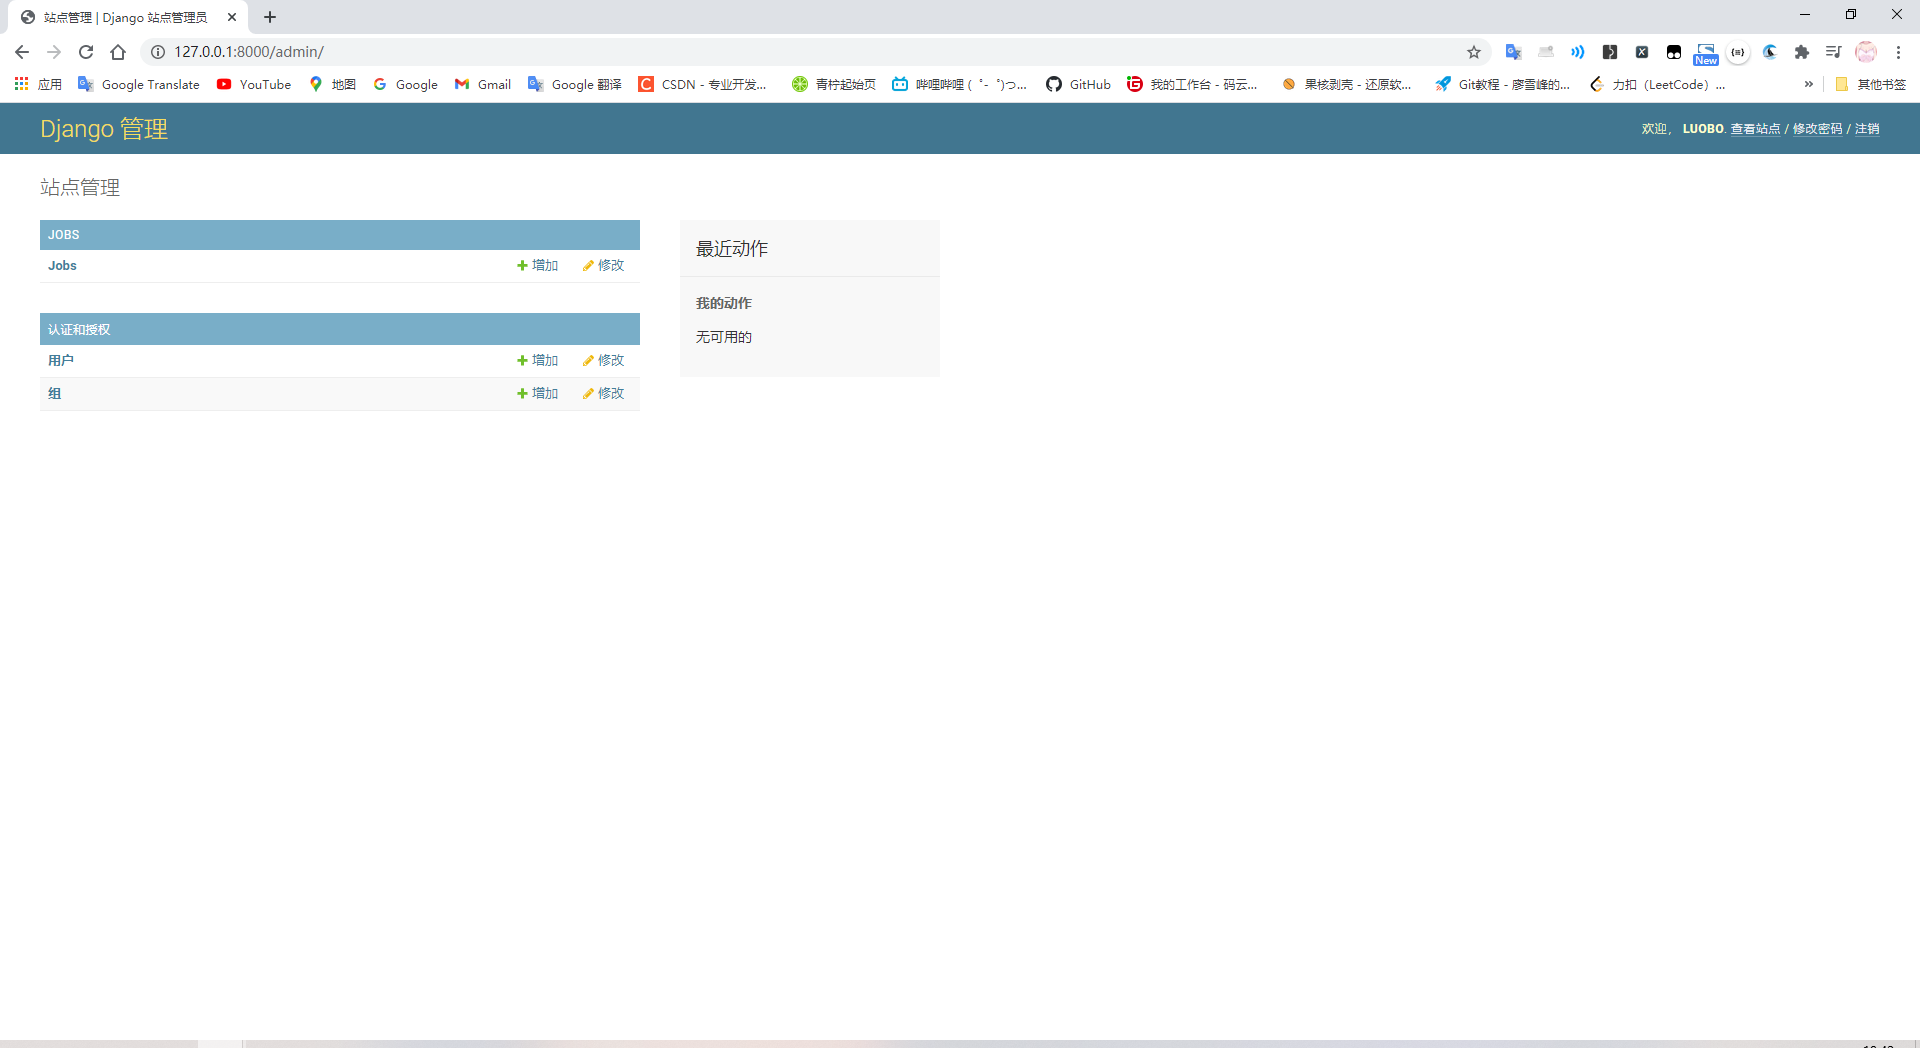 站点管理 | Django 站点管理员
127.0.0.1:8000/admin/
New
应用 Google Translate YouTube 地图 Google Gmail Google 翻译 CSDN - 专业开发... 青柠起始页 哔哩哔哩 ( ゜- ゜)つ... GitHub 我的工作台 - 码云... 果核剥壳 - 还原软... Git教程 - 廖雪峰的... 力扣（LeetCode）... » 其他书签
Django 管理
欢迎， LUOBO. 查看站点 / 修改密码 / 注销
站点管理
JOBS
Jobs 增加 修改
认证和授权
用户 增加 修改
组 增加 修改
最近动作
我的动作
无可用的